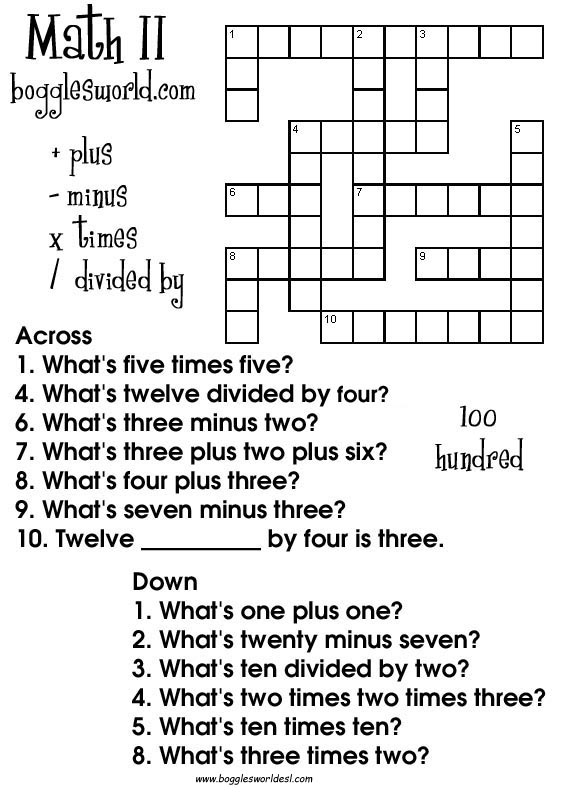 Math II
bogglesworld.com
+ plus
- minus
x times
/ divided by
1 2 3
4 5
6 7
8 9
10
Across
1. What's five times five?
4. What's twelve divided by four?
6. What's three minus two?
7. What's three plus two plus six?
8. What's four plus three?
9. What's seven minus three?
10. Twelve __________ by four is three.
100
hundred
Down
1. What's one plus one?
2. What's twenty minus seven?
3. What's ten divided by two?
4. What's two times two times three?
5. What's ten times ten?
8. What's three times two?
www.bogglesworldesl.com